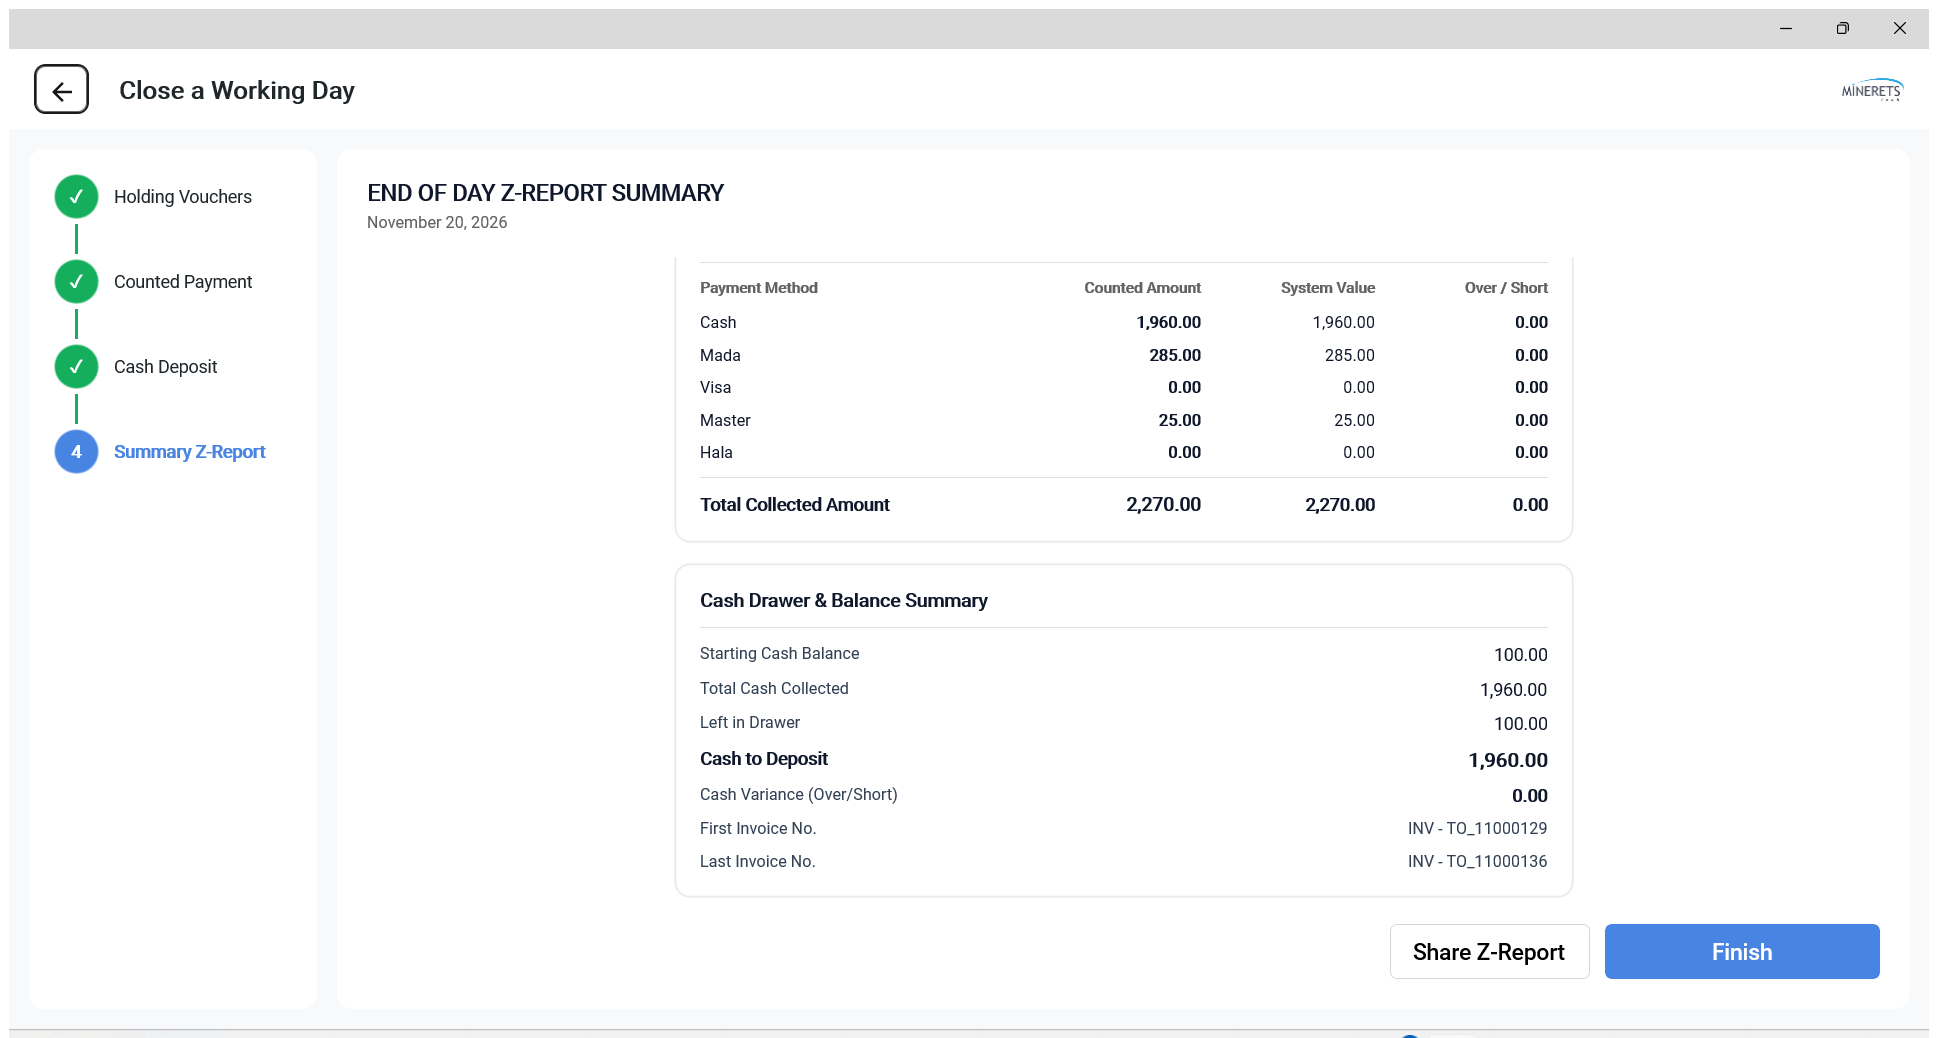 Close a Working Day
MINERETS
✓ Holding Vouchers
✓ Counted Payment
✓ Cash Deposit
4 Summary Z-Report
END OF DAY Z-REPORT SUMMARY
November 20, 2026
Payment Method Counted Amount System Value Over / Short
Cash 1,960.00 1,960.00 0.00
Mada 285.00 285.00 0.00
Visa 0.00 0.00 0.00
Master 25.00 25.00 0.00
Hala 0.00 0.00 0.00
Total Collected Amount 2,270.00 2,270.00 0.00
Cash Drawer & Balance Summary
Starting Cash Balance 100.00
Total Cash Collected 1,960.00
Left in Drawer 100.00
Cash to Deposit 1,960.00
Cash Variance (Over/Short) 0.00
First Invoice No. INV - TO_11000129
Last Invoice No. INV - TO_11000136
Share Z-Report Finish